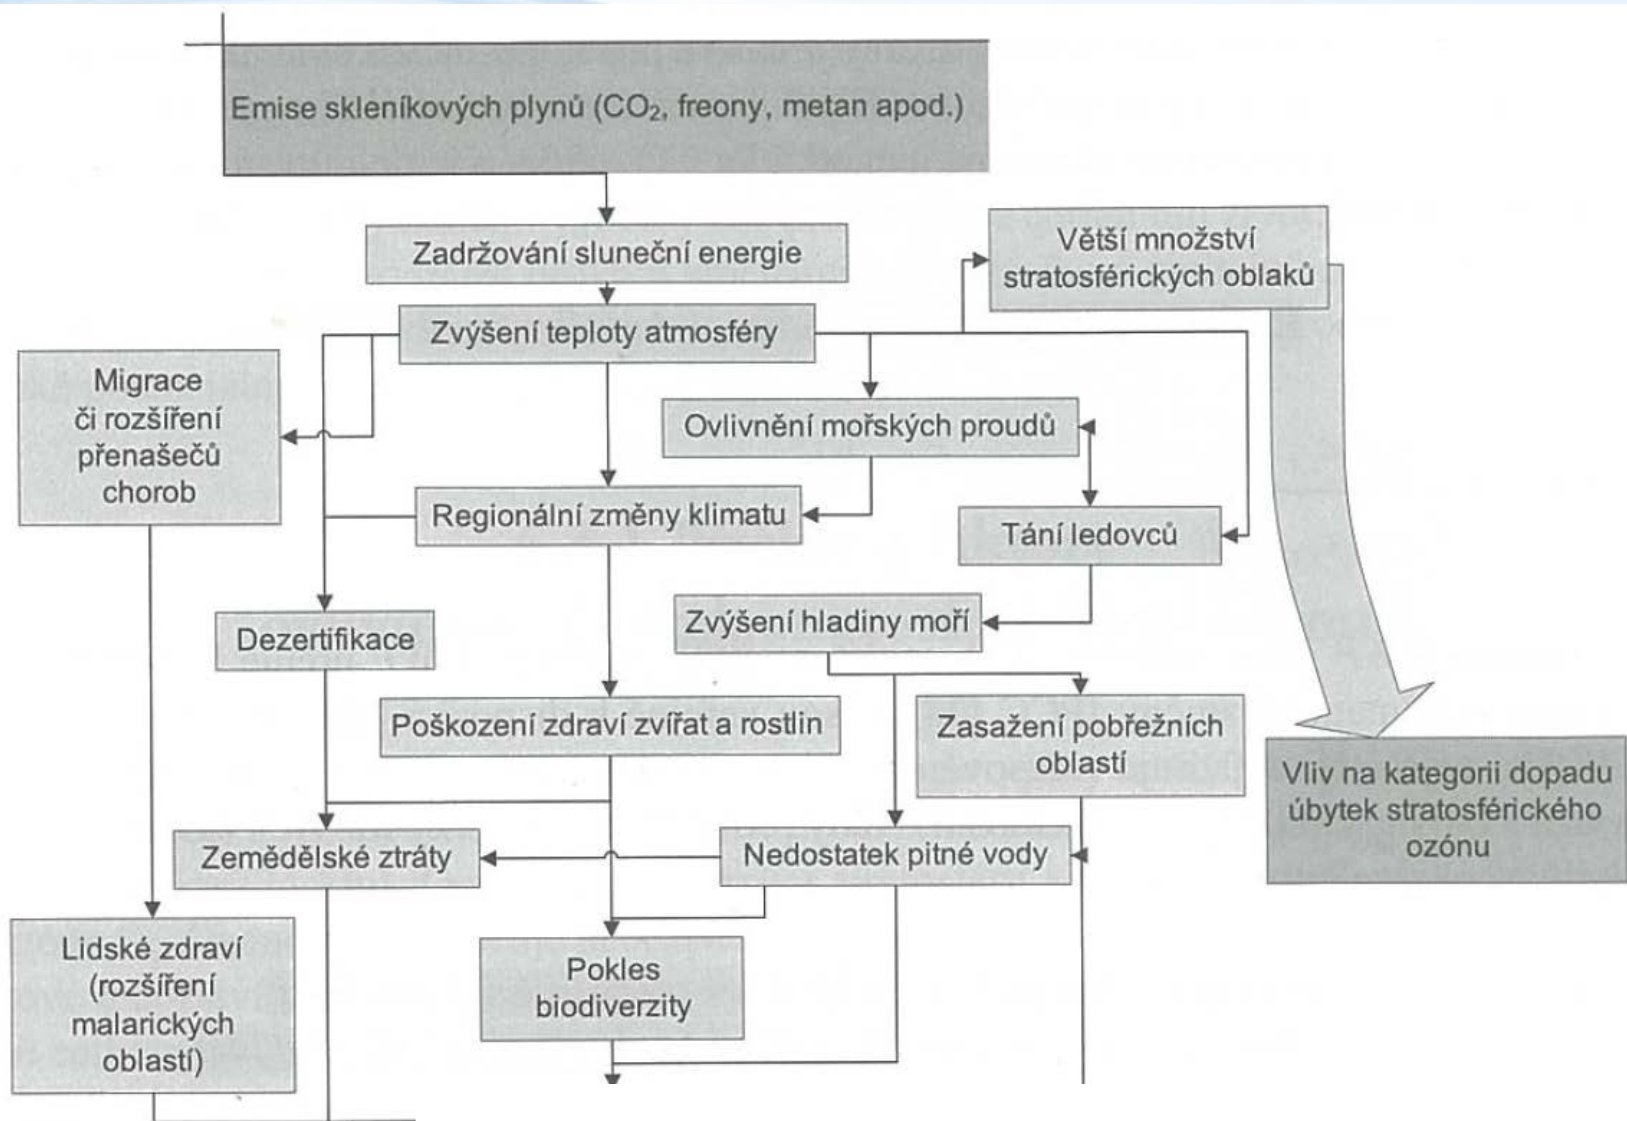 Emise skleníkových plynů (CO₂, freony, metan apod.)
Zadržování sluneční energie
Větší množství
stratosférických oblaků
Zvýšení teploty atmosféry
Migrace
či rozšíření
přenašečů
chorob
Ovlivnění mořských proudů
Regionální změny klimatu
Tání ledovců
Dezertifikace
Zvýšení hladiny moří
Poškození zdraví zvířat a rostlin
Zasažení pobřežních
oblastí
Vliv na kategorii dopadu
úbytek stratosférického
ozónu
Zemědělské ztráty
Nedostatek pitné vody
Lidské zdraví
(rozšíření
malarických
oblastí)
Pokles
biodiverzity